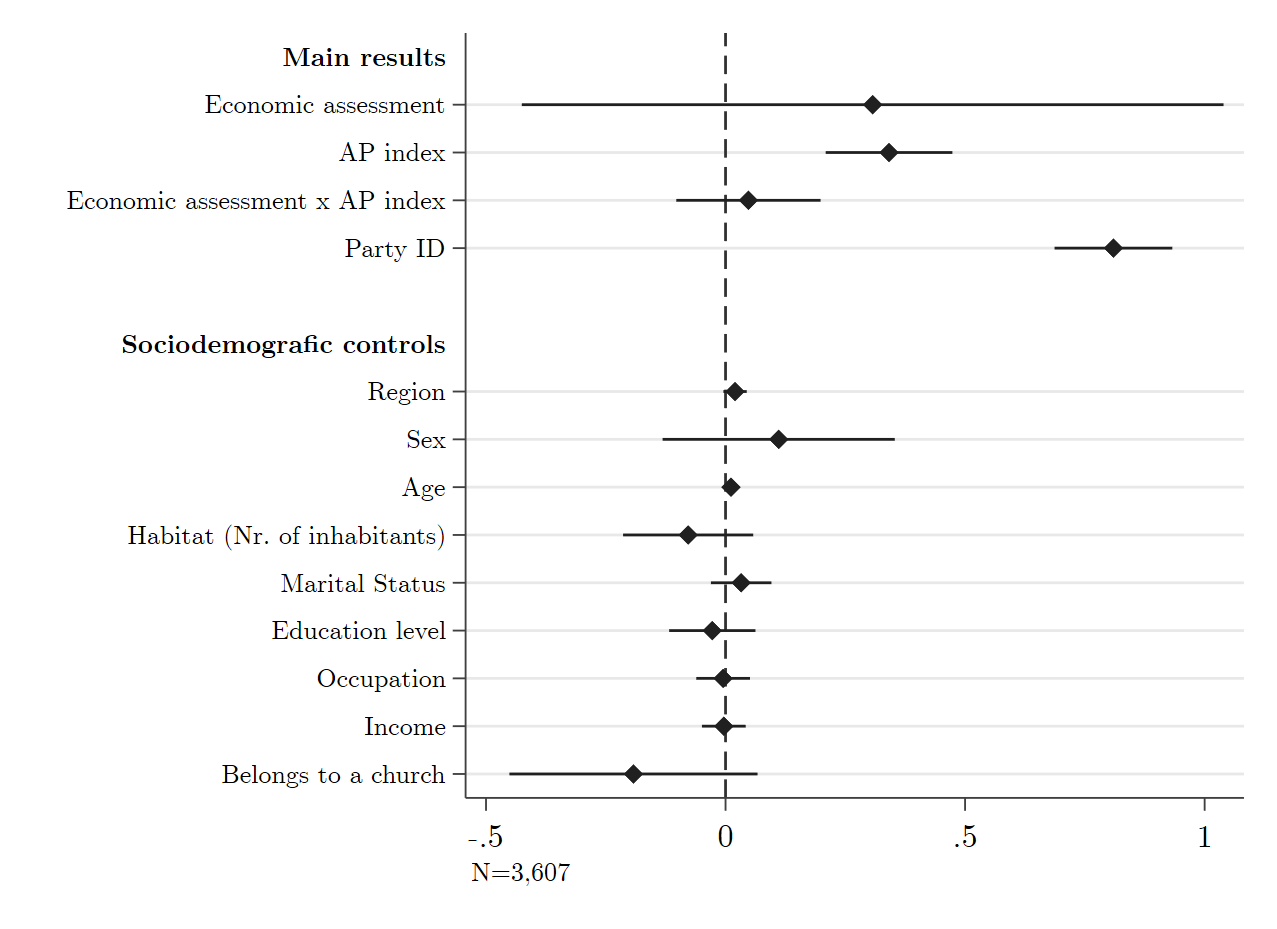 Main results
Economic assessment
AP index
Economic assessment x AP index
Party ID
Sociodemografic controls
Region
Sex
Age
Habitat (Nr. of inhabitants)
Marital Status
Education level
Occupation
Income
Belongs to a church
-.5 0 .5 1
N=3,607